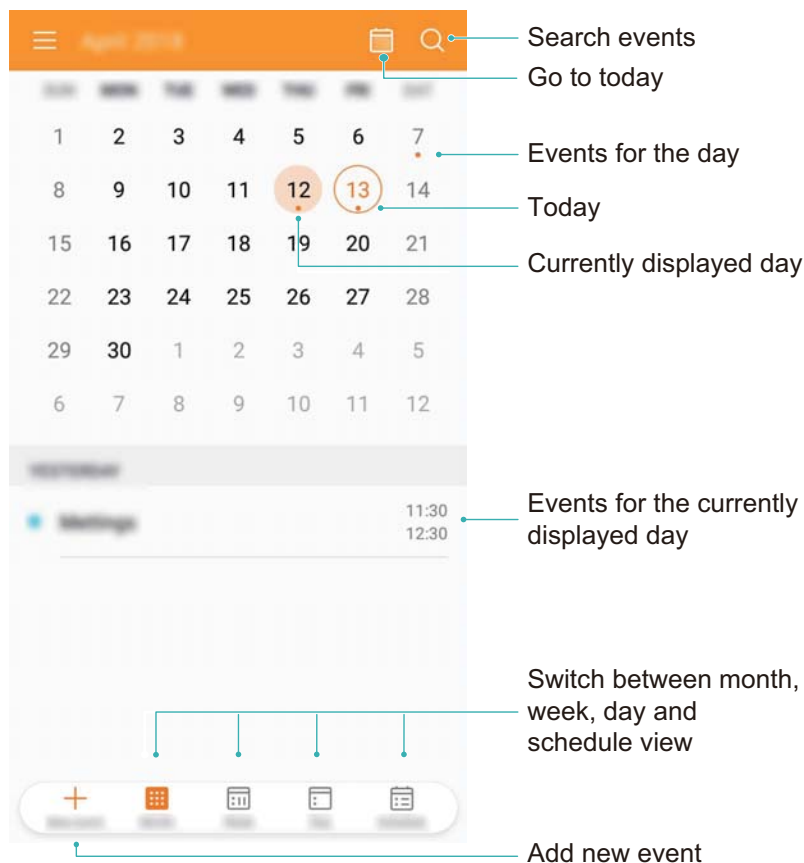 Search events
Go to today
1 2 3 4 5 6 7
Events for the day
8 9 10 11 12 13 14
Today
15 16 17 18 19 20 21
Currently displayed day
22 23 24 25 26 27 28
29 30 1 2 3 4 5
6 7 8 9 10 11 12
11:30
12:30
Events for the currently
displayed day
Switch between month,
week, day and
schedule view
Add new event